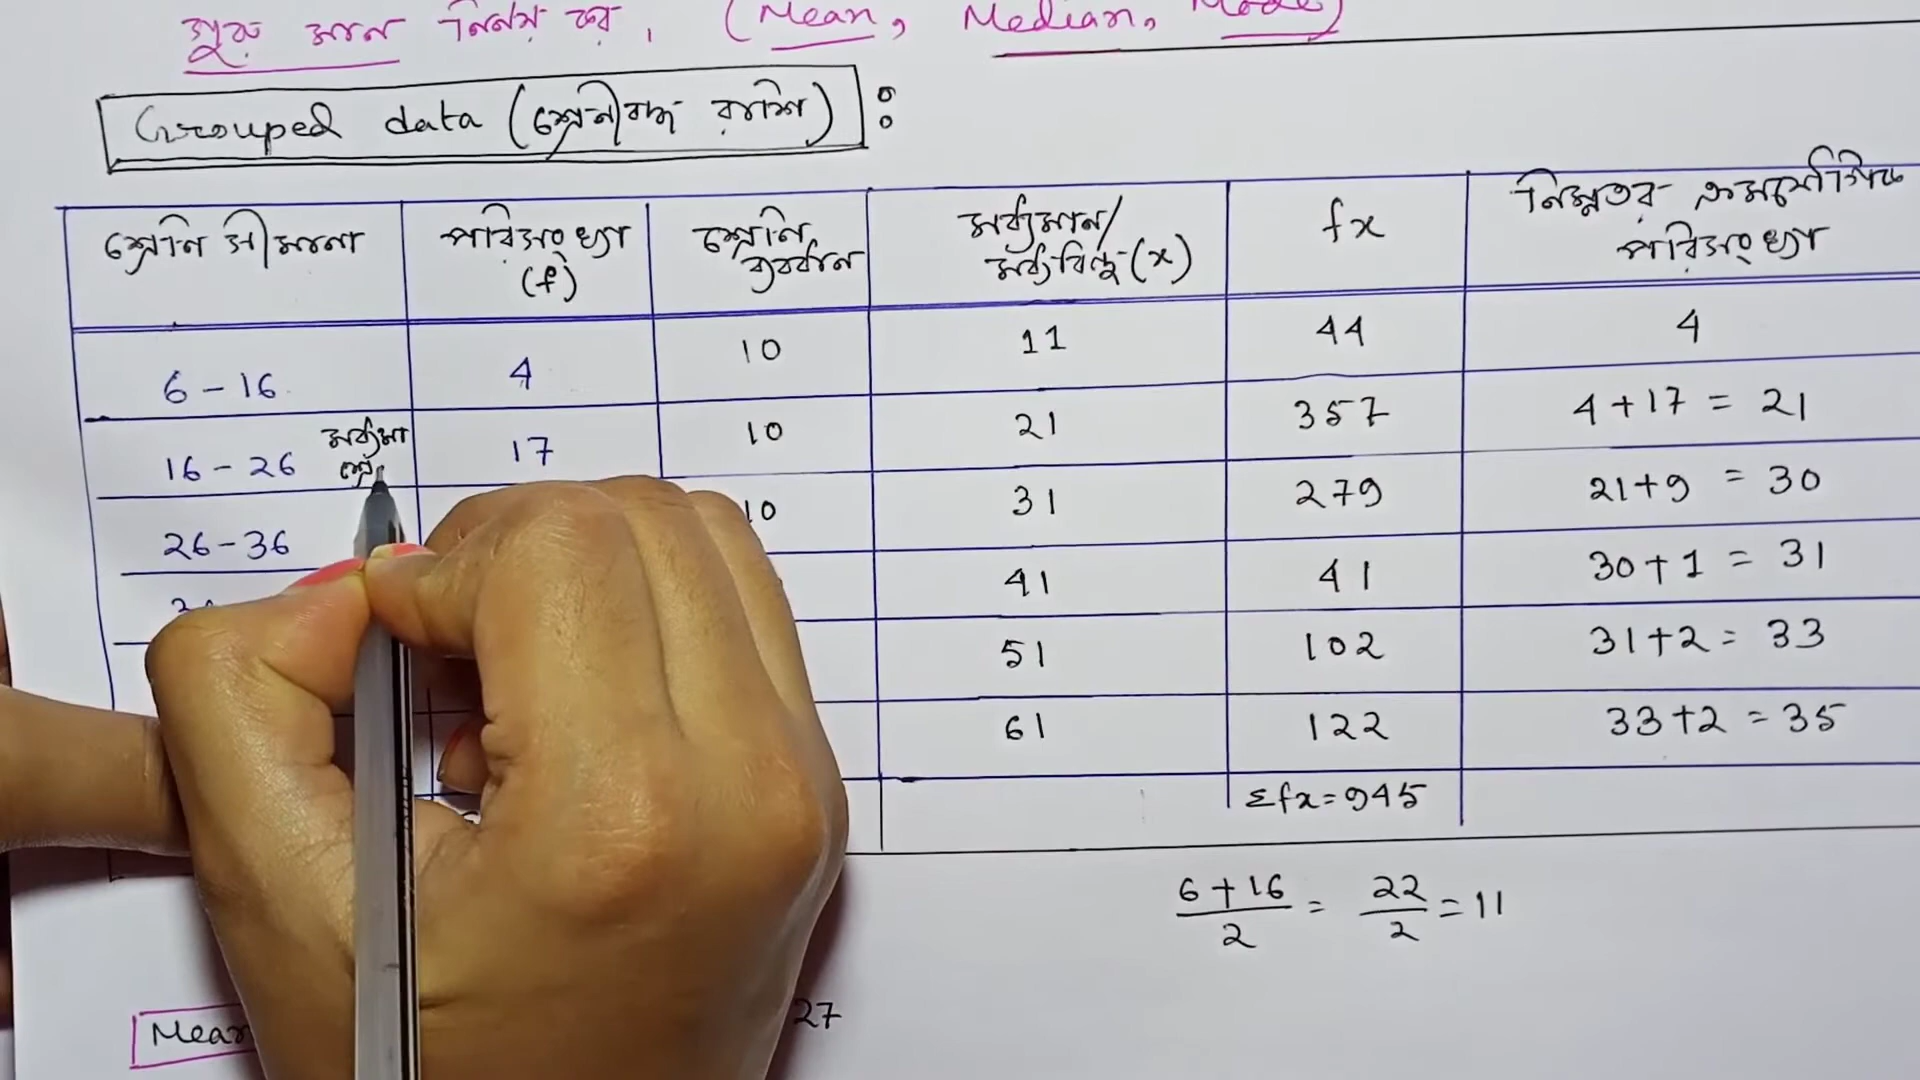 গুরু মান নির্ণয় কর, (Mean, Median, Mode)
Grouped data (শ্রেণীবদ্ধ রাশি) :
শ্রেনি সীমানা পরিসংখ্যা (f) শ্রেনি ব্যবধান মধ্যমান/ মধ্যবিন্দু (x) fx নিম্নতর ক্রমযৌগিক পরিসংখ্যা
6 - 16 4 10 11 44 4
16 - 26 মধ্যমা শ্রে 17 10 21 357 4 + 17 = 21
26 - 36 10 31 279 21 + 9 = 30
41 41 30 + 1 = 31
51 102 31 + 2 = 33
61 122 33 + 2 = 35
Σfx = 945
6 + 16 / 2 = 22 / 2 = 11
Mean 27